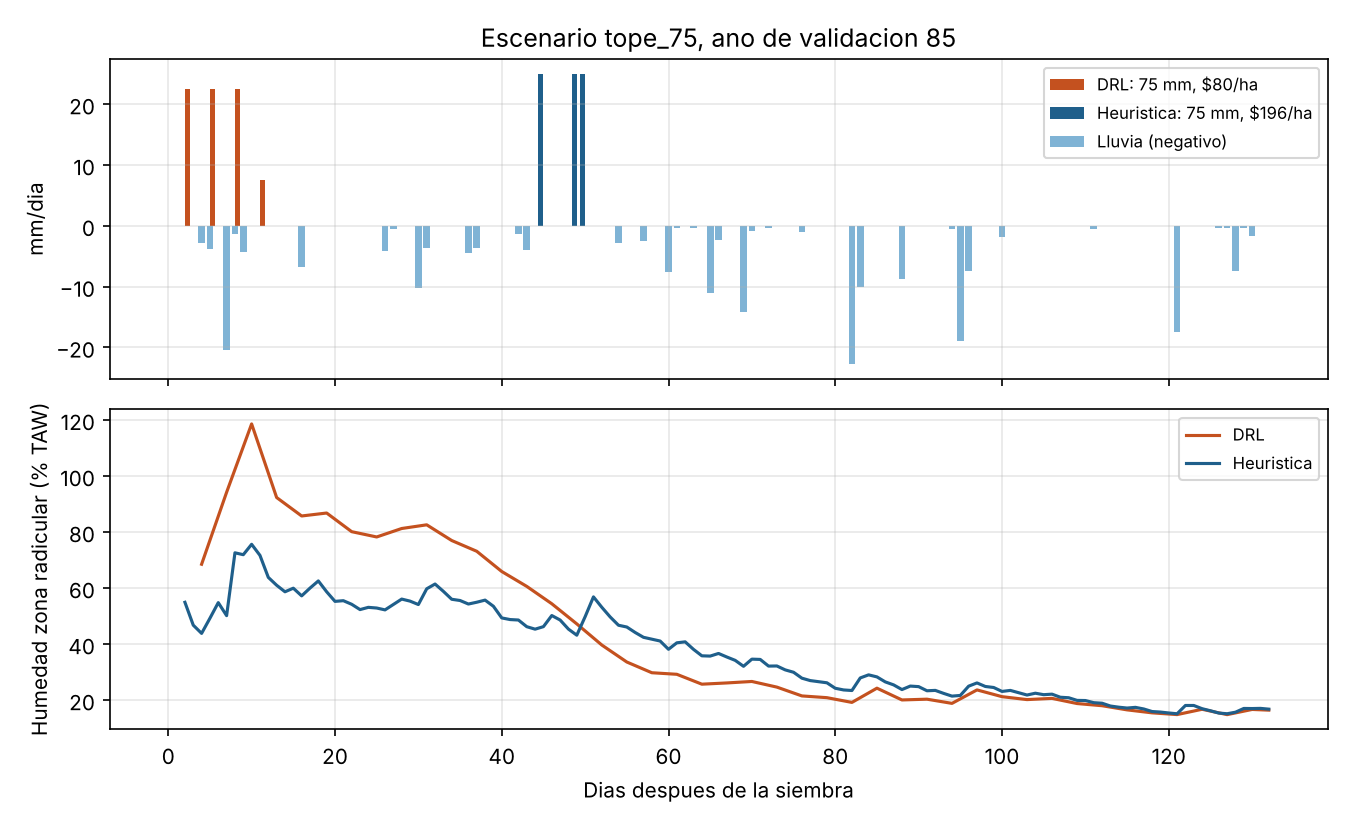 Escenario tope_75, ano de validacion 85
mm/dia
20
10
0
−10
−20
DRL: 75 mm, $80/ha
Heuristica: 75 mm, $196/ha
Lluvia (negativo)
Humedad zona radicular (% TAW)
120
100
80
60
40
20
DRL
Heuristica
0 20 40 60 80 100 120
Dias despues de la siembra